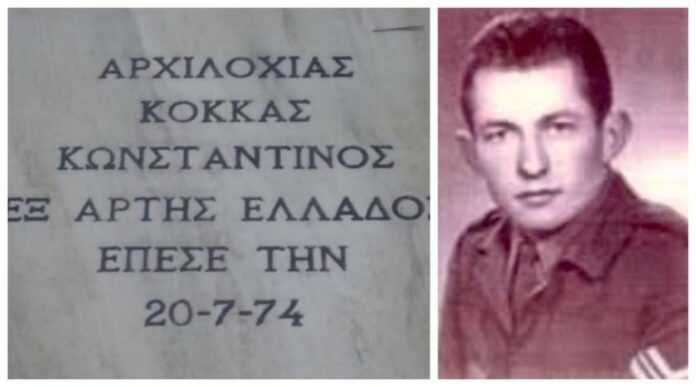 ΑΡΧΙΛΟΧΙΑΣ
ΚΟΚΚΑΣ
ΚΩΝΣΤΑΝΤΙΝΟΣ
ΕΞ ΑΡΤΗΣ ΕΛΛΑΔΟΣ
ΕΠΕΣΕ ΤΗΝ
20-7-74